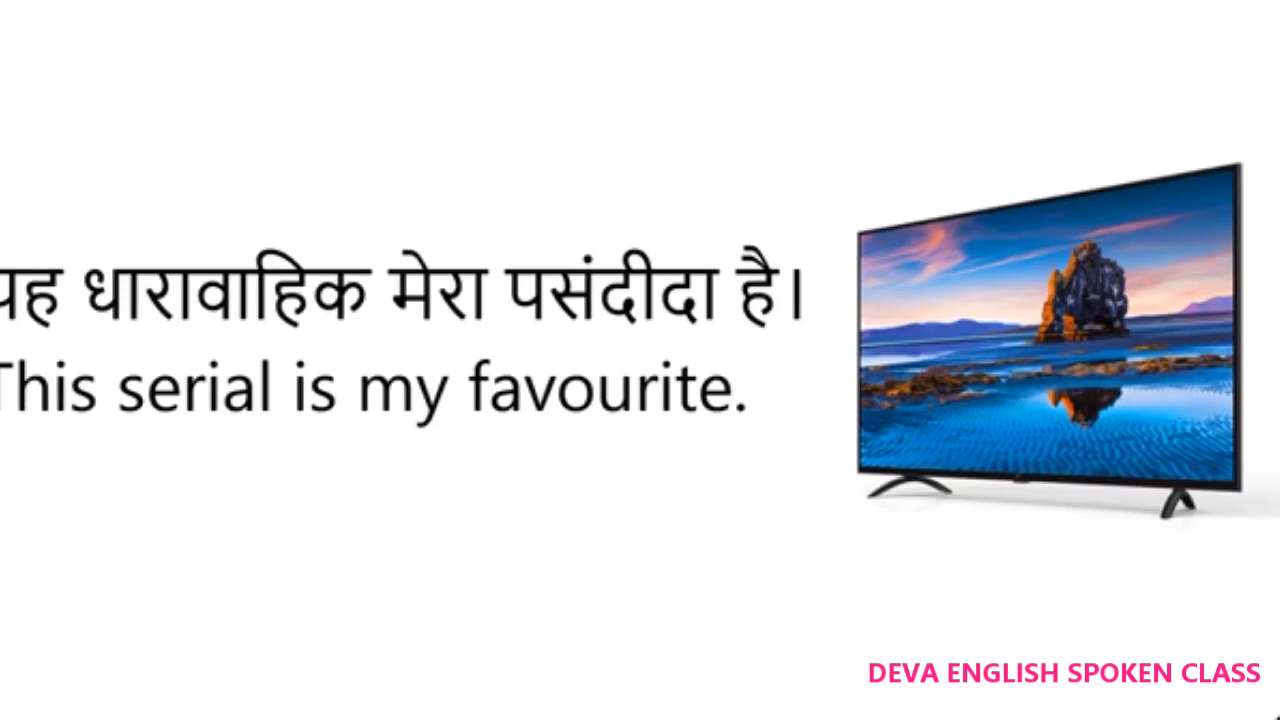 यह धारावाहिक मेरा पसंदीदा है।
This serial is my favourite.
DEVA ENGLISH SPOKEN CLASS